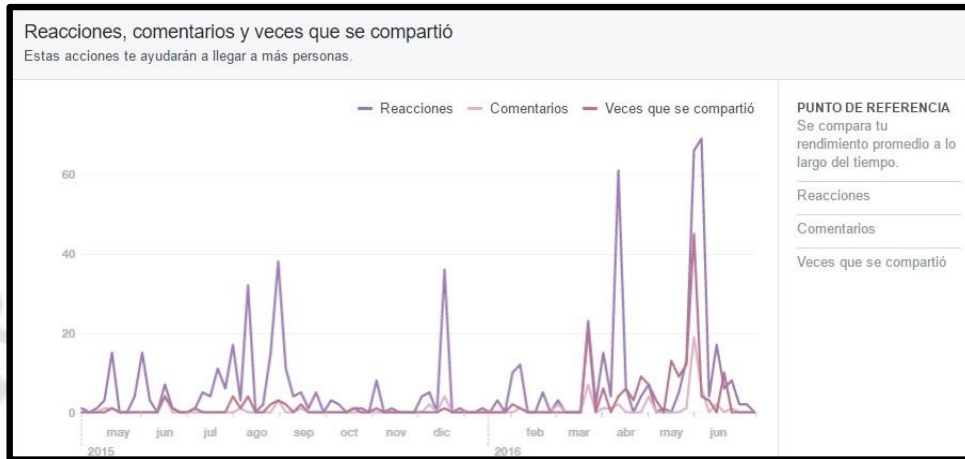 Reacciones, comentarios y veces que se compartió
Estas acciones te ayudarán a llegar a más personas.
Reacciones Comentarios Veces que se compartió
PUNTO DE REFERENCIA
Se compara tu
rendimiento promedio a lo
largo del tiempo.
Reacciones
Comentarios
Veces que se compartió
60
40
20
0
may jun jul ago sep oct nov dic feb mar abr may jun
2015 2016